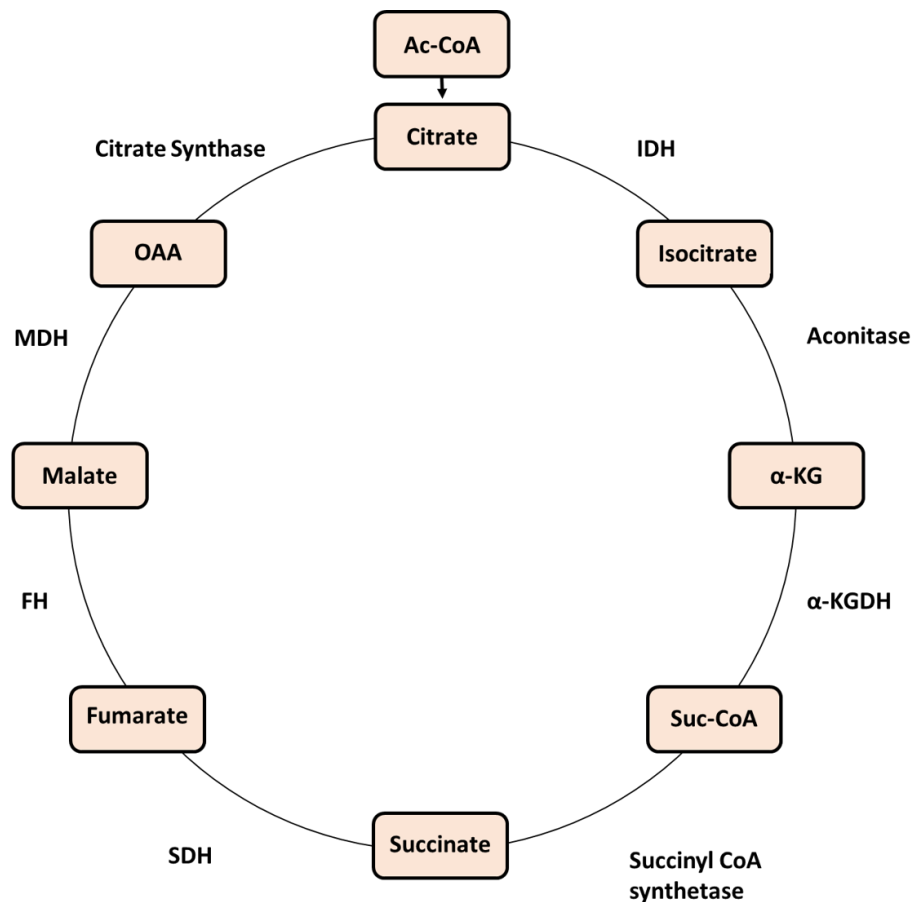 Ac-CoA
Citrate
Citrate Synthase
IDH
OAA
Isocitrate
MDH
Aconitase
Malate
α-KG
FH
α-KGDH
Fumarate
Suc-CoA
Succinate
SDH
Succinyl CoA
synthetase